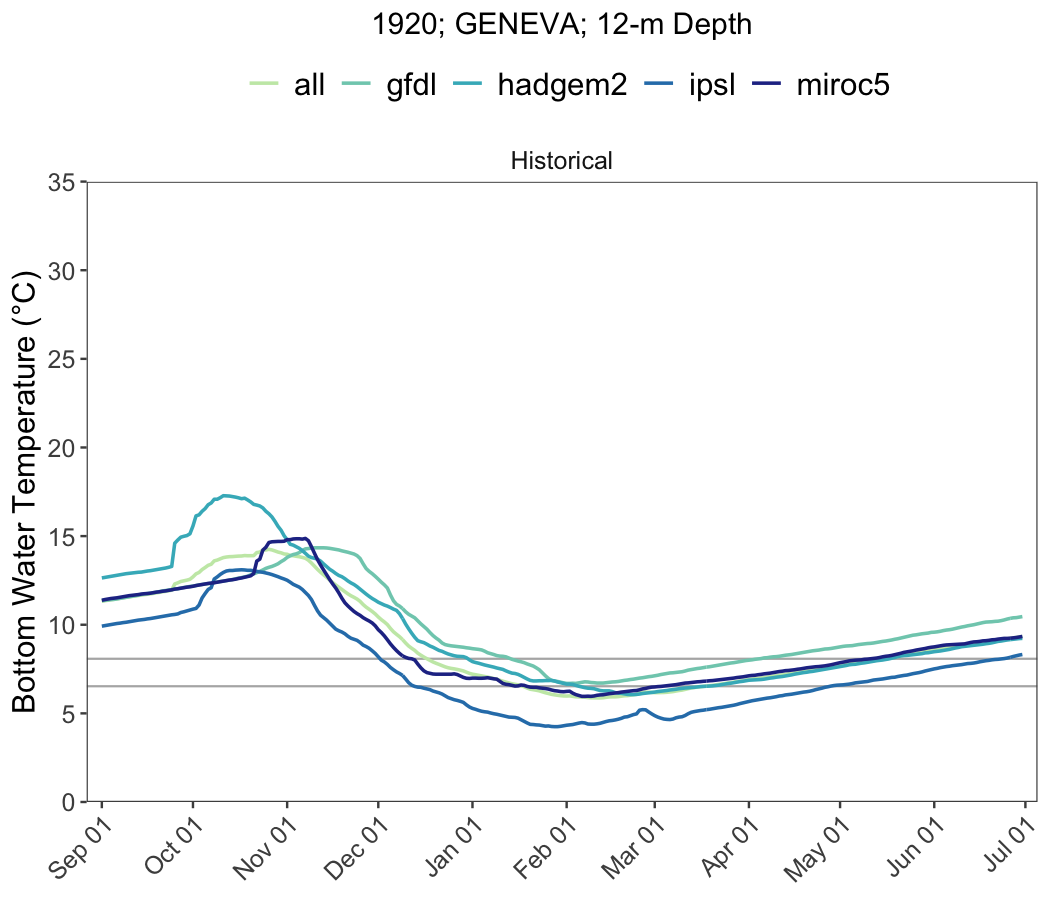 1920; GENEVA; 12-m Depth
all gfdl hadgem2 ipsl miroc5
Historical
Bottom Water Temperature (°C)
35
30
25
20
15
10
5
0
Sep 01 Oct 01 Nov 01 Dec 01 Jan 01 Feb 01 Mar 01 Apr 01 May 01 Jun 01 Jul 01